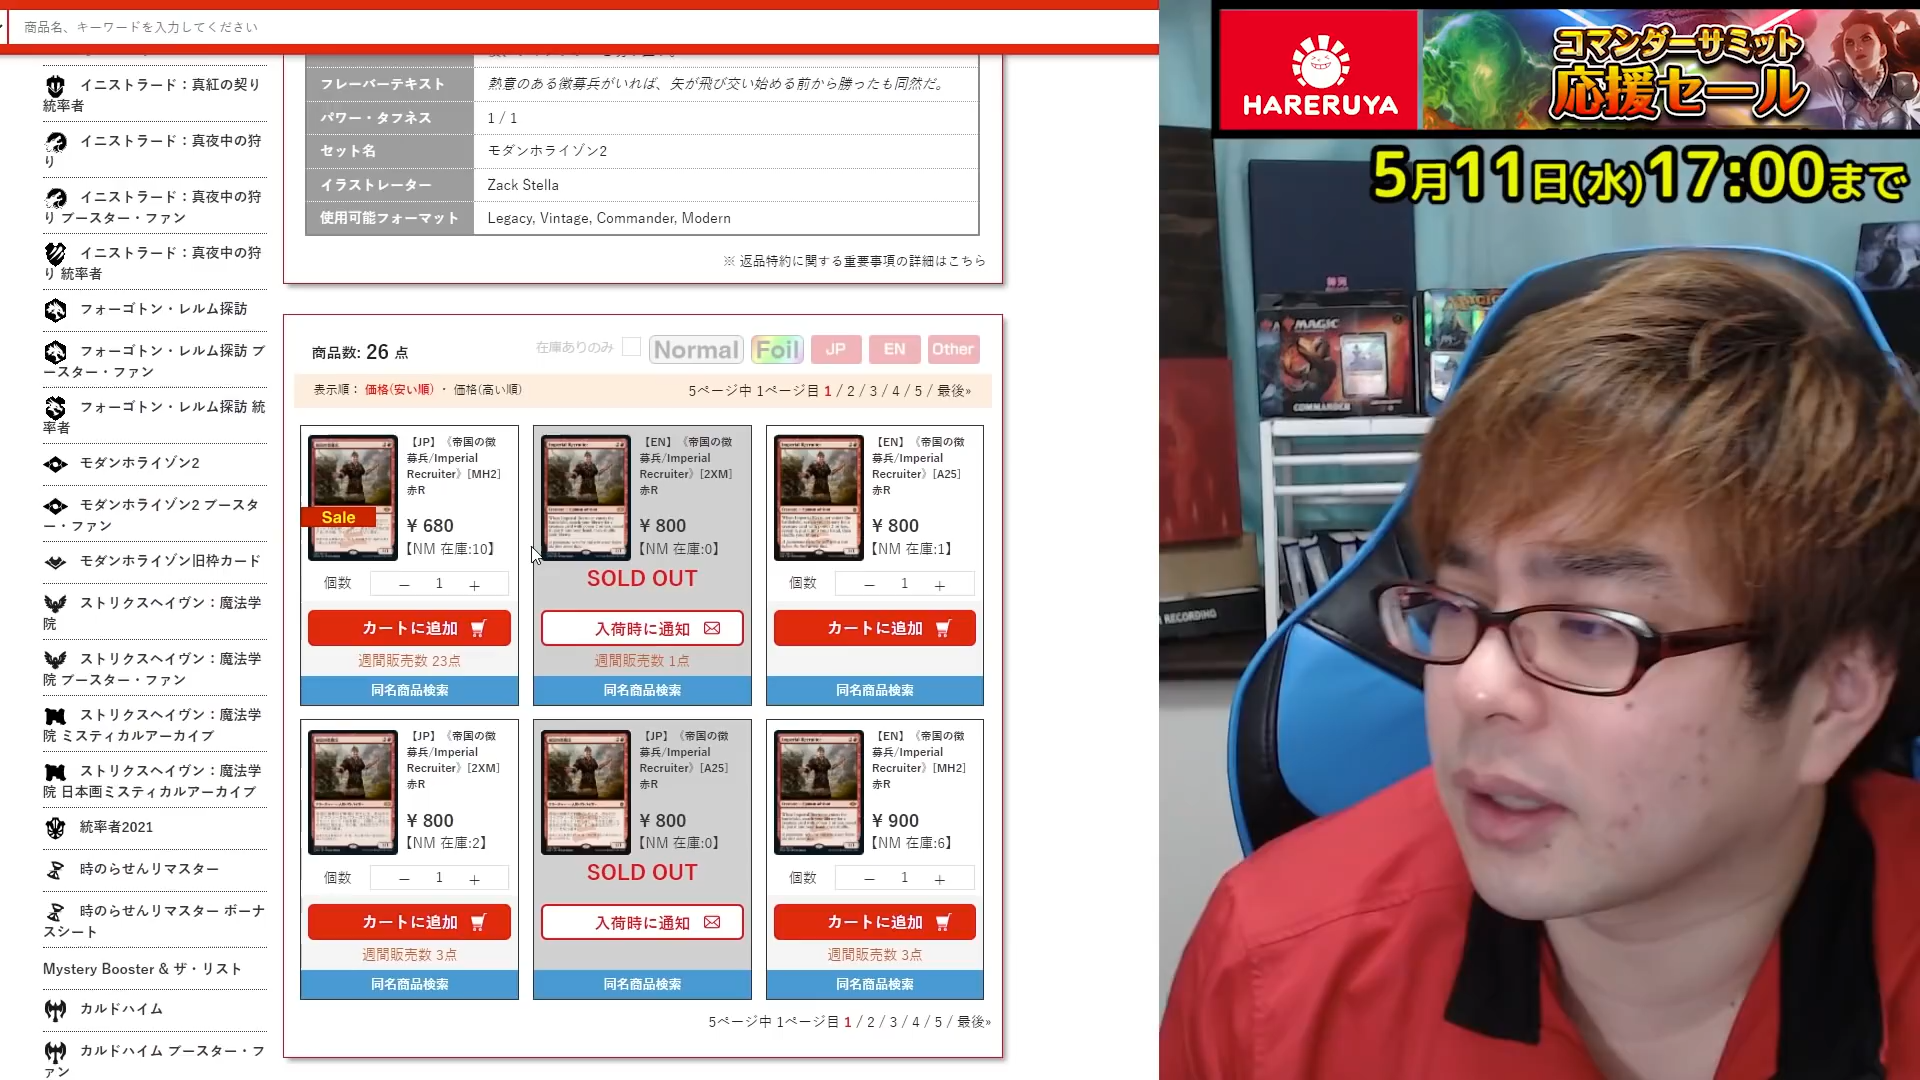 商品名、キーワードを入力してください
イニストラード：真紅の契り
統率者
イニストラード：真夜中の狩
り
イニストラード：真夜中の狩
り ブースター・ファン
イニストラード：真夜中の狩
り 統率者
フォーゴトン・レルム探訪
フォーゴトン・レルム探訪 ブ
ースター・ファン
フォーゴトン・レルム探訪 統
率者
モダンホライゾン2
モダンホライゾン2 ブースタ
ー・ファン
モダンホライゾン旧枠カード
ストリクスヘイヴン：魔法学
院
ストリクスヘイヴン：魔法学
院 ブースター・ファン
ストリクスヘイヴン：魔法学
院 ミスティカルアーカイブ
ストリクスヘイヴン：魔法学
院 日本画ミスティカルアーカイブ
統率者2021
時のらせんリマスター
時のらせんリマスター ボーナ
スシート
Mystery Booster & ザ・リスト
カルドハイム
カルドハイム ブースター・フ
ァン
フレーバーテキスト 熱意のある徴募兵がいれば、矢が飛び交い始める前から勝ったも同然だ。
パワー・タフネス 1 / 1
セット名 モダンホライゾン2
イラストレーター Zack Stella
使用可能フォーマット Legacy, Vintage, Commander, Modern
※ 返品特約に関する重要事項の詳細はこちら
商品数: 26 点 在庫ありのみ Normal Foil JP EN Other
表示順： 価格(安い順) ・ 価格(高い順) 5ページ中 1ページ目 1 / 2 / 3 / 4 / 5 / 最後»
【JP】《帝国の徴
募兵/Imperial
Recruiter》[MH2]
赤R
Sale
¥ 680
【NM 在庫:10】
個数 － 1 ＋
カートに追加
週間販売数 23点
同名商品検索
【EN】《帝国の徴
募兵/Imperial
Recruiter》[2XM]
赤R
Imperial Recruiter
¥ 800
【NM 在庫:0】
SOLD OUT
入荷時に通知
週間販売数 1点
同名商品検索
【EN】《帝国の徴
募兵/Imperial
Recruiter》[A25]
赤R
Imperial Recruiter
¥ 800
【NM 在庫:1】
個数 － 1 ＋
カートに追加
同名商品検索
【JP】《帝国の徴
募兵/Imperial
Recruiter》[2XM]
赤R
¥ 800
【NM 在庫:2】
個数 － 1 ＋
カートに追加
週間販売数 3点
同名商品検索
【JP】《帝国の徴
募兵/Imperial
Recruiter》[A25]
赤R
¥ 800
【NM 在庫:0】
SOLD OUT
入荷時に通知
同名商品検索
【EN】《帝国の徴
募兵/Imperial
Recruiter》[MH2]
赤R
Imperial Recruiter
¥ 900
【NM 在庫:6】
個数 － 1 ＋
カートに追加
週間販売数 3点
同名商品検索
5ページ中 1ページ目 1 / 2 / 3 / 4 / 5 / 最後»
HARERUYA
コマンダーサミット
応援セール
5月11日(水)17:00まで
MAGIC
COMMANDER
MAGIC
RECORDING